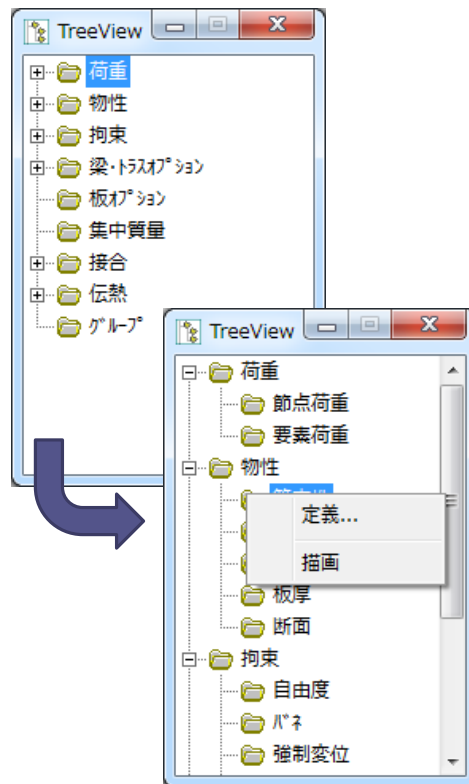 TreeView
荷重
物性
拘束
梁・ﾄﾗｽｵﾌﾟｼｮﾝ
板ｵﾌﾟｼｮﾝ
集中質量
接合
伝熱
ｸﾞﾙｰﾌﾟ
TreeView
荷重
節点荷重
要素荷重
物性
定義...
描画
板厚
断面
拘束
自由度
ﾊﾞﾈ
強制変位